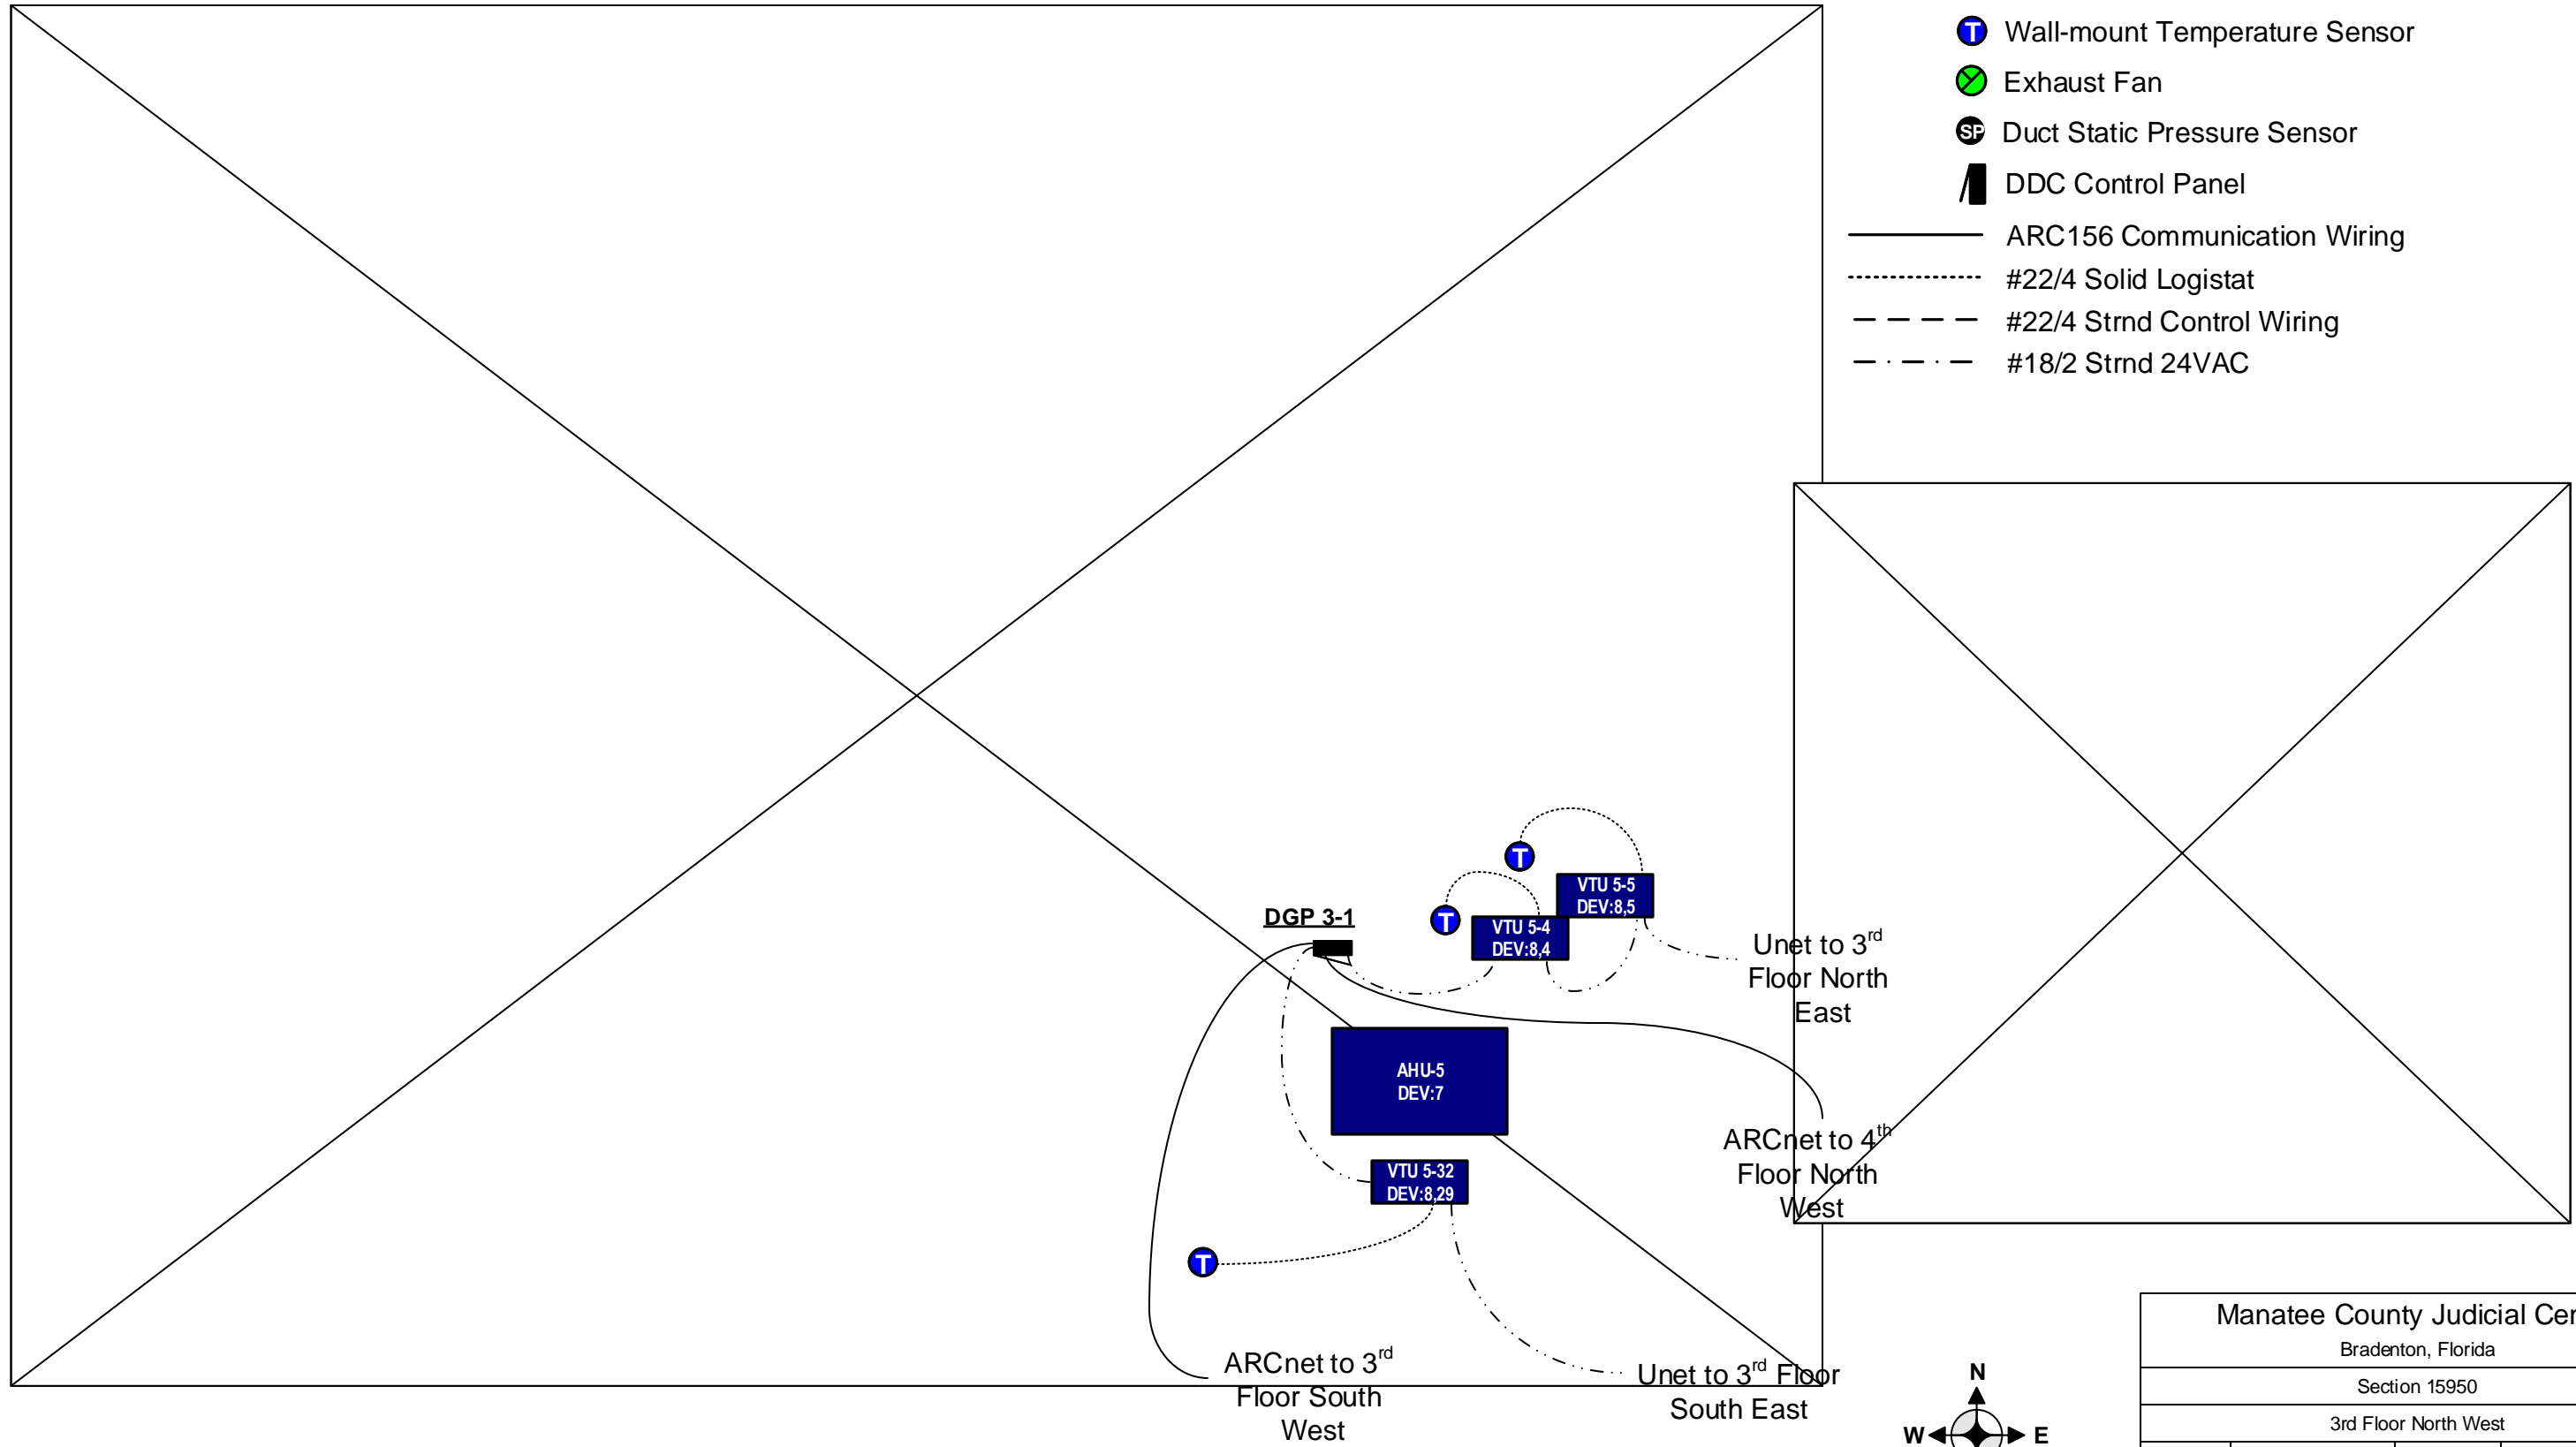 T Wall-mount Temperature Sensor
Exhaust Fan
SP Duct Static Pressure Sensor
DDC Control Panel
ARC156 Communication Wiring
#22/4 Solid Logistat
#22/4 Strnd Control Wiring
#18/2 Strnd 24VAC
T
VTU 5-5
DEV:8,5
T
VTU 5-4
DEV:8,4
DGP 3-1
Unet to 3rd
Floor North
East
AHU-5
DEV:7
ARCnet to 4th
Floor North
West
VTU 5-32
DEV:8,29
T
ARCnet to 3rd
Floor South
West
Unet to 3rd Floor
South East
N
W E
Manatee County Judicial Cen
Bradenton, Florida
Section 15950
3rd Floor North West